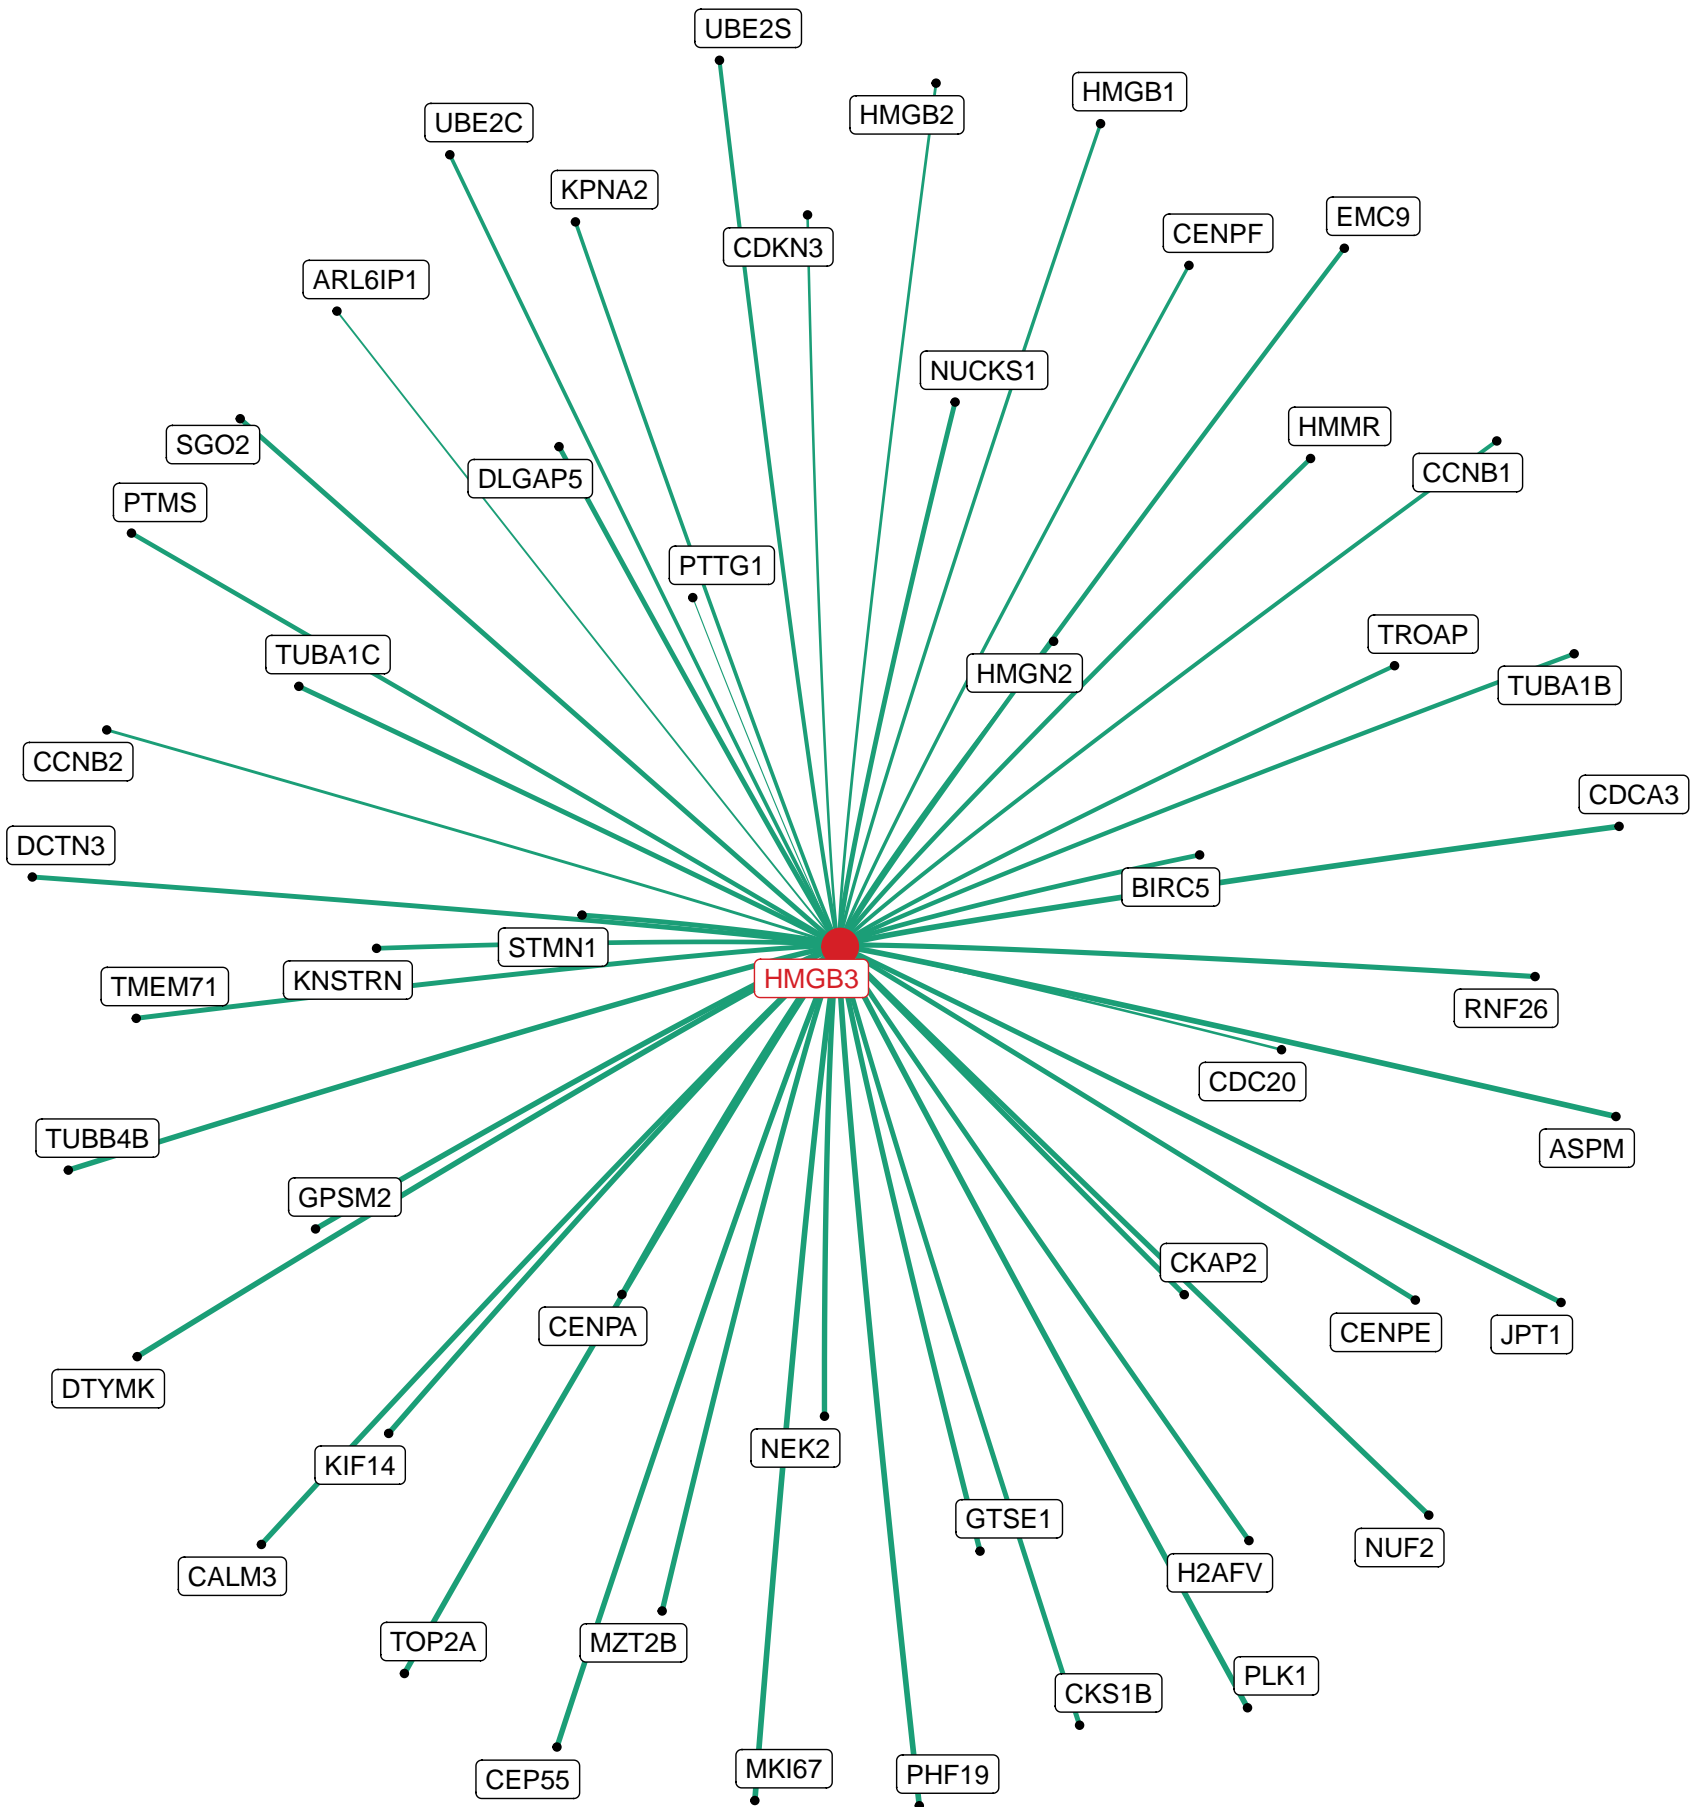 UBE2S
HMGB2
HMGB1
UBE2C
KPNA2
EMC9
CENPF
CDKN3
ARL6IP1
NUCKS1
HMMR
SGO2
CCNB1
DLGAP5
PTMS
PTTG1
TROAP
TUBA1C
HMGN2
TUBA1B
CCNB2
CDCA3
DCTN3
BIRC5
STMN1
HMGB3
KNSTRN
TMEM71
RNF26
CDC20
TUBB4B
ASPM
GPSM2
CKAP2
CENPA
CENPE
JPT1
DTYMK
NEK2
KIF14
GTSE1
NUF2
H2AFV
CALM3
TOP2A
MZT2B
PLK1
CKS1B
MKI67
PHF19
CEP55